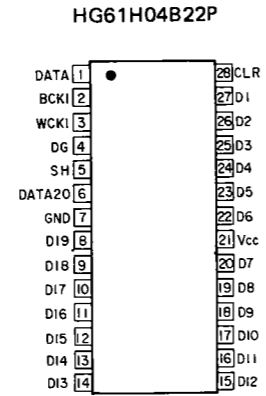 HG61H04B22P
DATA 1 28 CLR
BCKI 2 27 D1
WCKI 3 26 D2
DG 4 25 D3
SH 5 24 D4
DATA20 6 23 D5
GND 7 22 D6
D19 8 21 Vcc
D18 9 20 D7
D17 10 19 D8
D16 11 18 D9
D15 12 17 D10
D14 13 16 D11
D13 14 15 D12